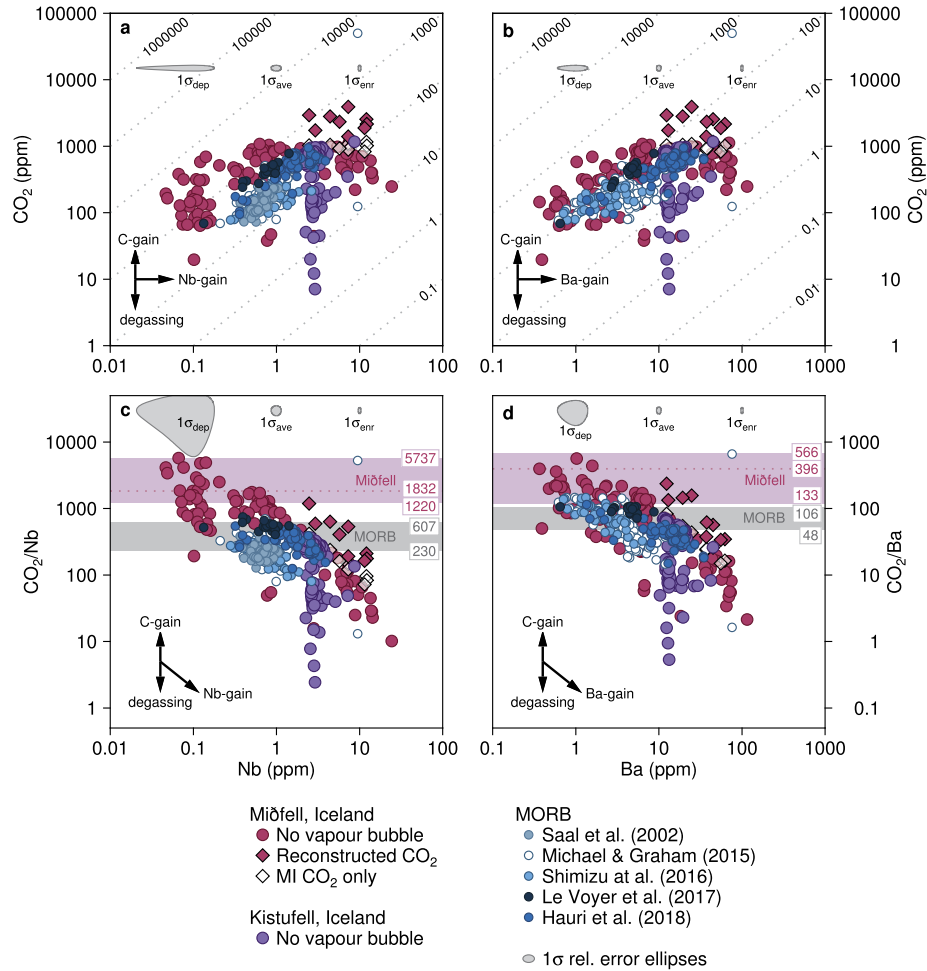 a
1000000
100000
10000
1000
100
10
1
0.1
1σdep
1σave
1σenr
C-gain
Nb-gain
degassing
CO2 (ppm)
100000
10000
1000
100
10
1
0.01
0.1
1
10
100
b
100000
10000
1000
100
10
1
0.1
0.01
1σdep
1σave
1σenr
C-gain
Ba-gain
degassing
CO2 (ppm)
100000
10000
1000
100
10
1
0.1
1
10
100
1000
c
1σdep
1σave
1σenr
5737
Miðfell
1832
1220
607
MORB
230
C-gain
Nb-gain
degassing
CO2/Nb
10000
1000
100
10
1
0.01
0.1
1
10
100
Nb (ppm)
d
1σdep
1σave
1σenr
566
396
Miðfell
133
106
MORB
48
C-gain
Ba-gain
degassing
CO2/Ba
1000
100
10
1
0.1
0.1
1
10
100
1000
Ba (ppm)
Miðfell, Iceland
No vapour bubble
Reconstructed CO2
MI CO2 only
Kistufell, Iceland
No vapour bubble
MORB
Saal et al. (2002)
Michael & Graham (2015)
Shimizu at al. (2016)
Le Voyer et al. (2017)
Hauri et al. (2018)
1σ rel. error ellipses